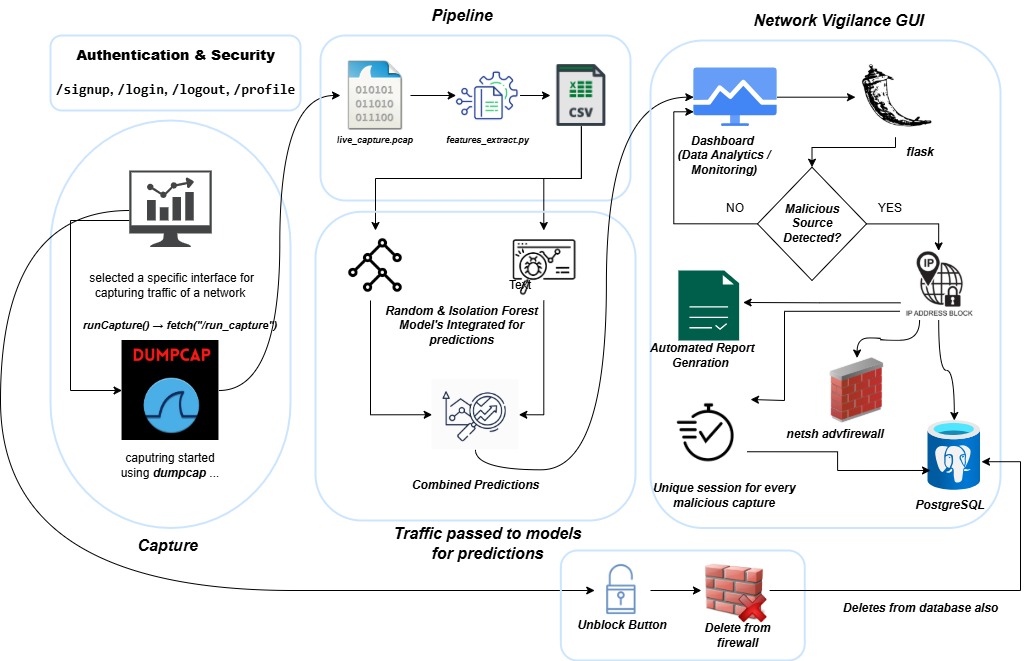 Pipeline
Network Vigilance GUI
Authentication & Security
/signup, /login, /logout, /profile
010101
011010
011100
live_capture.pcap
features_extract.py
CSV
Dashboard
(Data Analytics /
Monitoring)
flask
NO
Malicious
Source
Detected?
YES
selected a specific interface for
capturing traffic of a network
runCapture() → fetch("/run_capture")
DUMPCAP
caputring started
using dumpcap ...
Capture
Text
Random & Isolation Forest
Model's Integrated for
predictions
Combined Predictions
Traffic passed to models
for predictions
IP
IP ADDRESS BLOCK
Automated Report
Genration
netsh advfirewall
Unique session for every
malicious capture
PostgreSQL
Unblock Button
Delete from
firewall
Deletes from database also